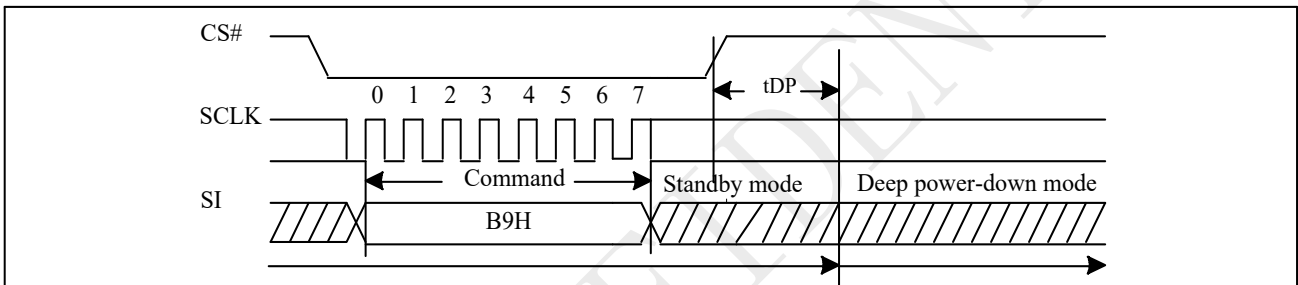 CS#
tDP
0 1 2 3 4 5 6 7
SCLK
Command
Standby mode
Deep power-down mode
SI
B9H